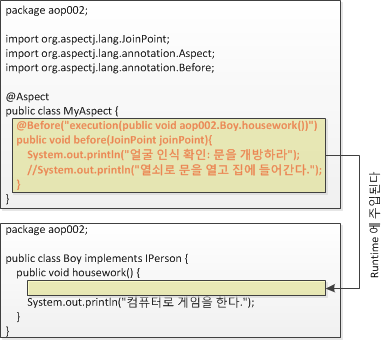 package aop002;
import org.aspectj.lang.JoinPoint;
import org.aspectj.lang.annotation.Aspect;
import org.aspectj.lang.annotation.Before;
@Aspect
public class MyAspect {
@Before("execution(public void aop002.Boy.housework())")
public void before(JoinPoint joinPoint){
System.out.println("얼굴 인식 확인: 문을 개방하라");
//System.out.println("열쇠로 문을 열고 집에 들어간다.");
}
}
Runtime 에 주입된다
package aop002;
public class Boy implements IPerson {
public void housework() {
System.out.println("컴퓨터로 게임을 한다.");
}
}